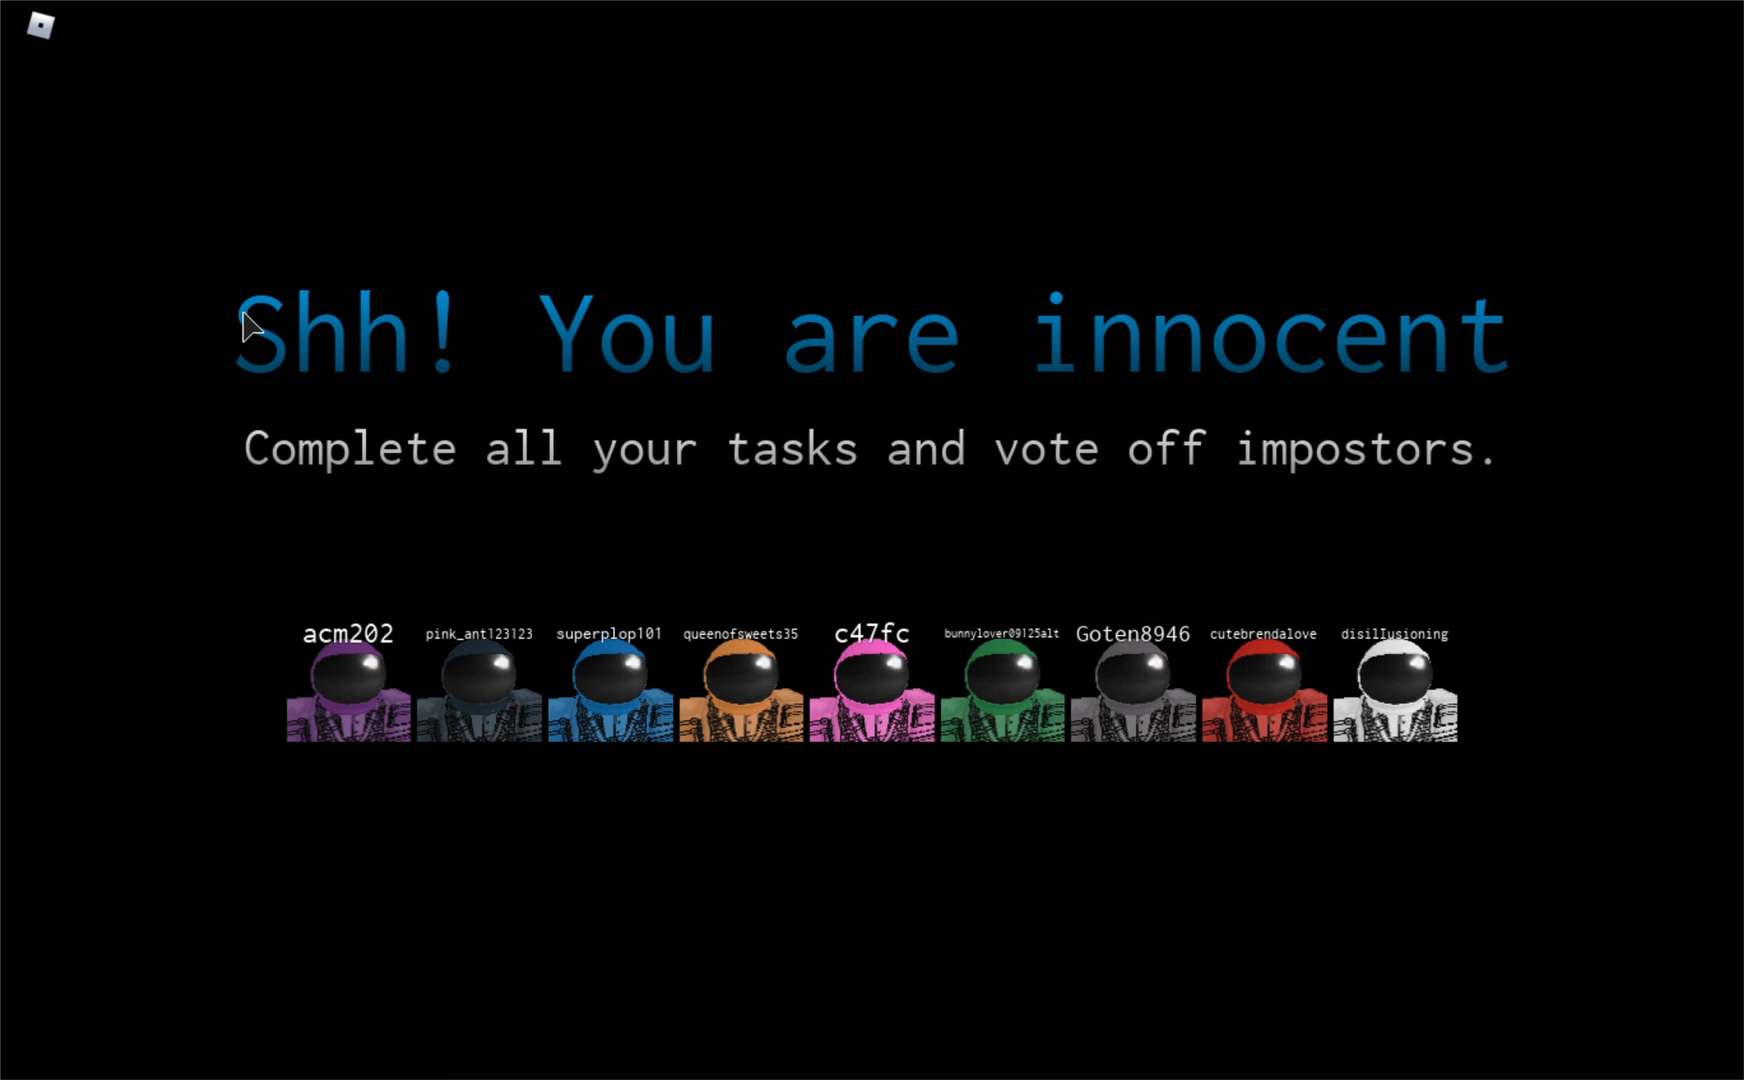 Shh! You are innocent
Complete all your tasks and vote off impostors.
acm202 pink_ant123123 superplop101 queenofsweets35 c47fc bunnylover09125alt Goten8946 cutebrendalove disilIusioning